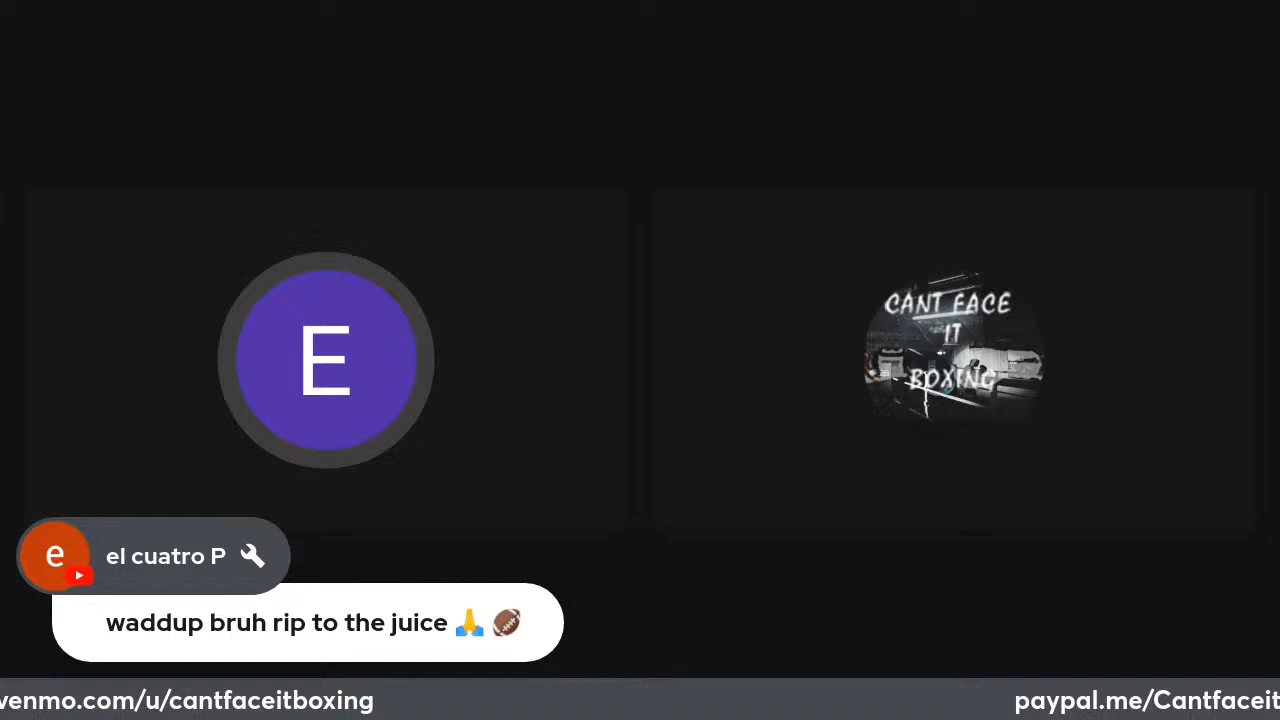 CANT FACE
IT
BOXING
E
e
el cuatro P
waddup bruh rip to the juice 🙏 🏈
venmo.com/u/cantfaceitboxing
paypal.me/Cantfaceit